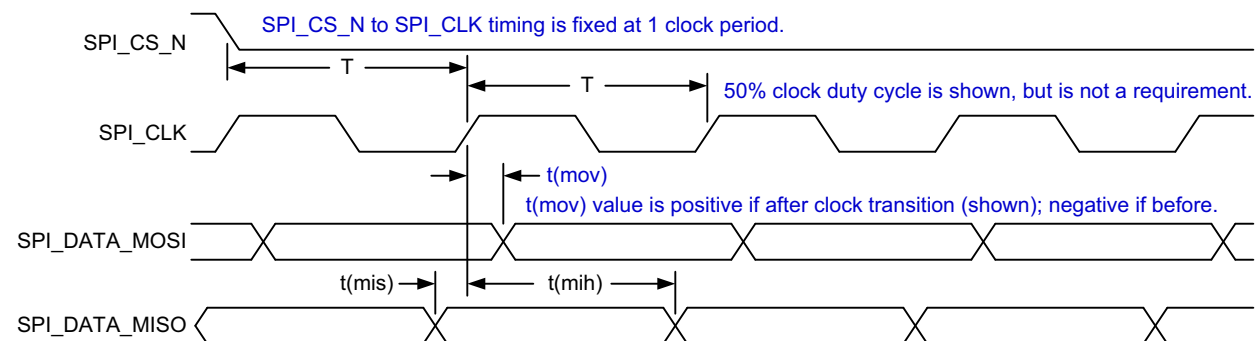 SPI_CS_N to SPI_CLK timing is fixed at 1 clock period.
SPI_CS_N
T
T
50% clock duty cycle is shown, but is not a requirement.
SPI_CLK
t(mov)
t(mov) value is positive if after clock transition (shown); negative if before.
SPI_DATA_MOSI
t(mis)
t(mih)
SPI_DATA_MISO